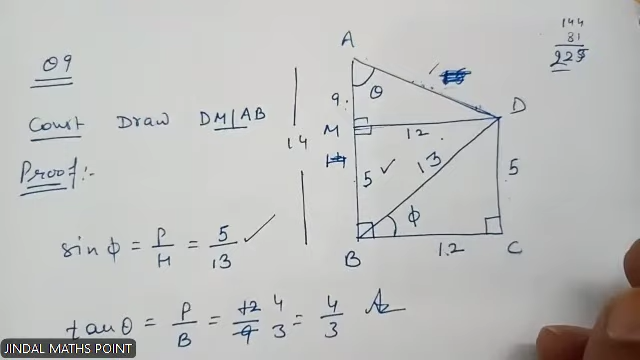 Q9
Const Draw DM|AB
Proof:-
sin φ = P/H = 5/13
tan θ = P/B = 12/9 4/3 = 4/3
144
81
225
A
θ
9
D
M
12
14
5
13
5
φ
B
12
C
JINDAL MATHS POINT